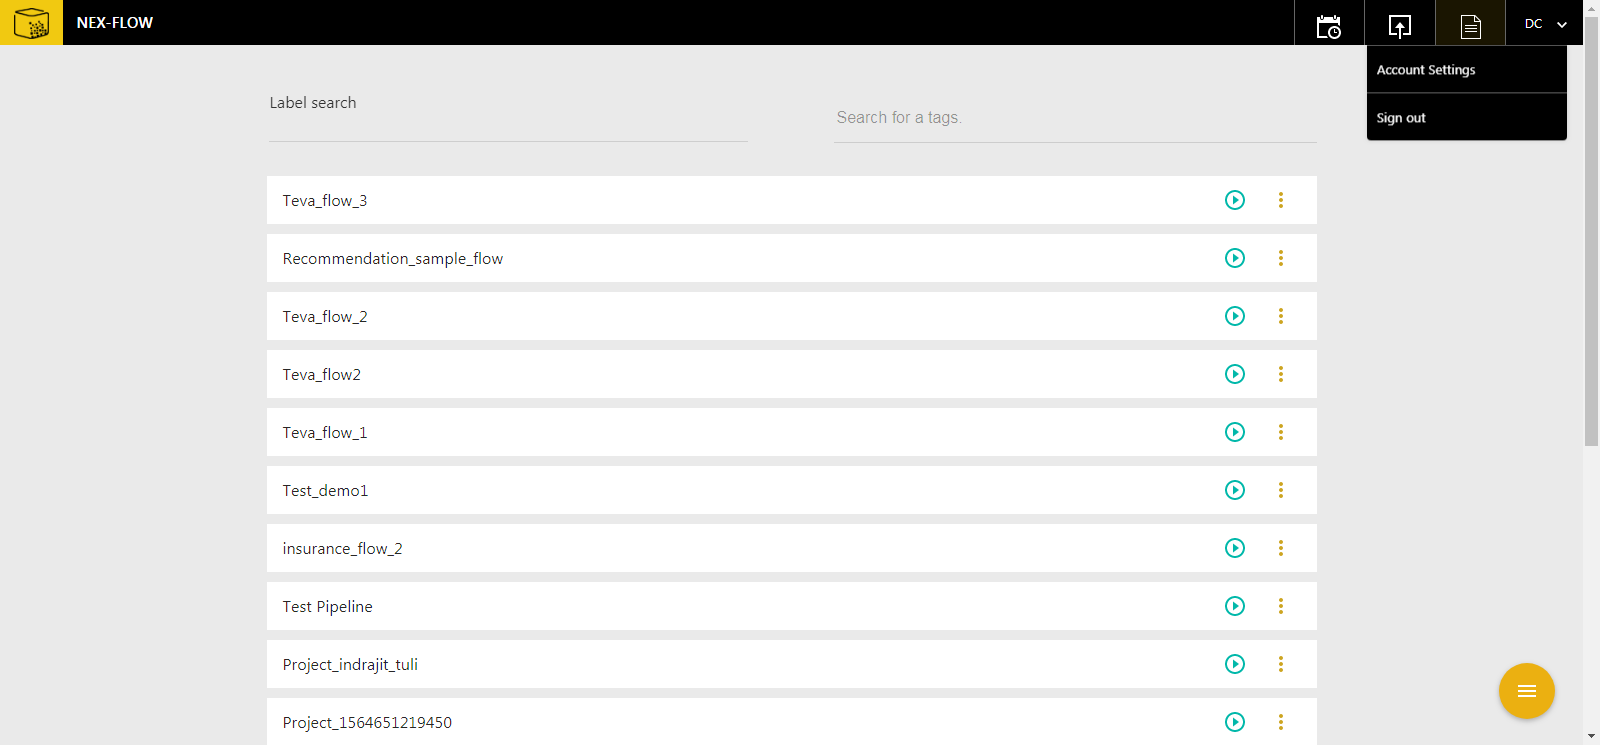 NEX-FLOW
DC
Account Settings
Sign out
Label search
Search for a tags.
Teva_flow_3
Recommendation_sample_flow
Teva_flow_2
Teva_flow2
Teva_flow_1
Test_demo1
insurance_flow_2
Test Pipeline
Project_indrajit_tuli
Project_1564651219450